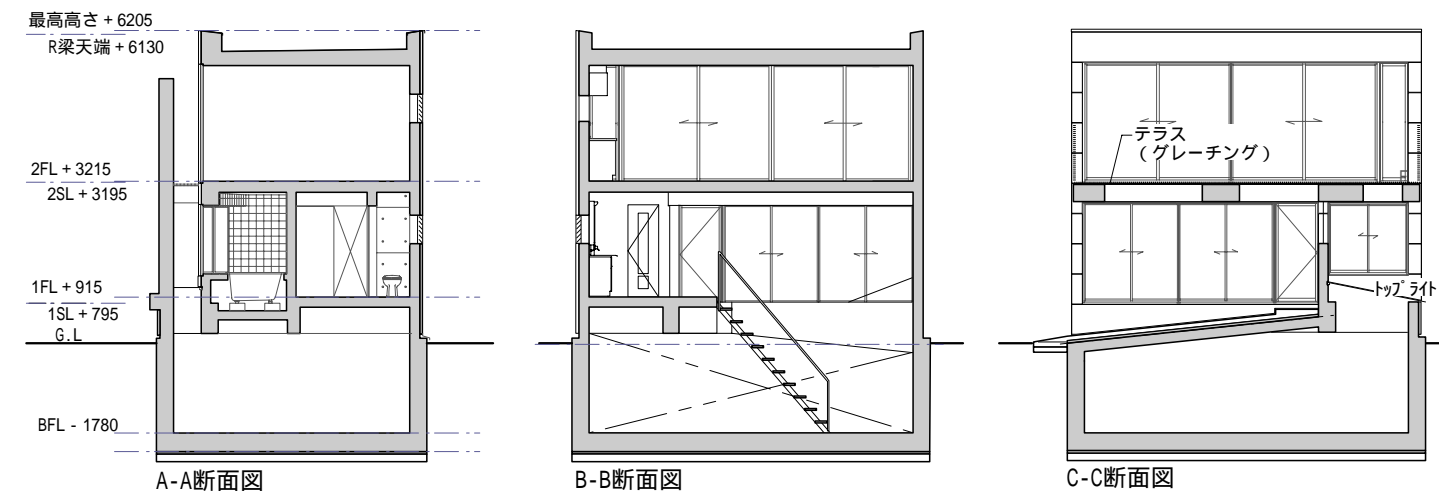 最高高さ + 6205
R梁天端 + 6130
2FL + 3215
2SL + 3195
1FL + 915
1SL + 795
G.L
BFL - 1780
A-A断面図
B-B断面図
テラス
（グレーチング）
トップライト
C-C断面図